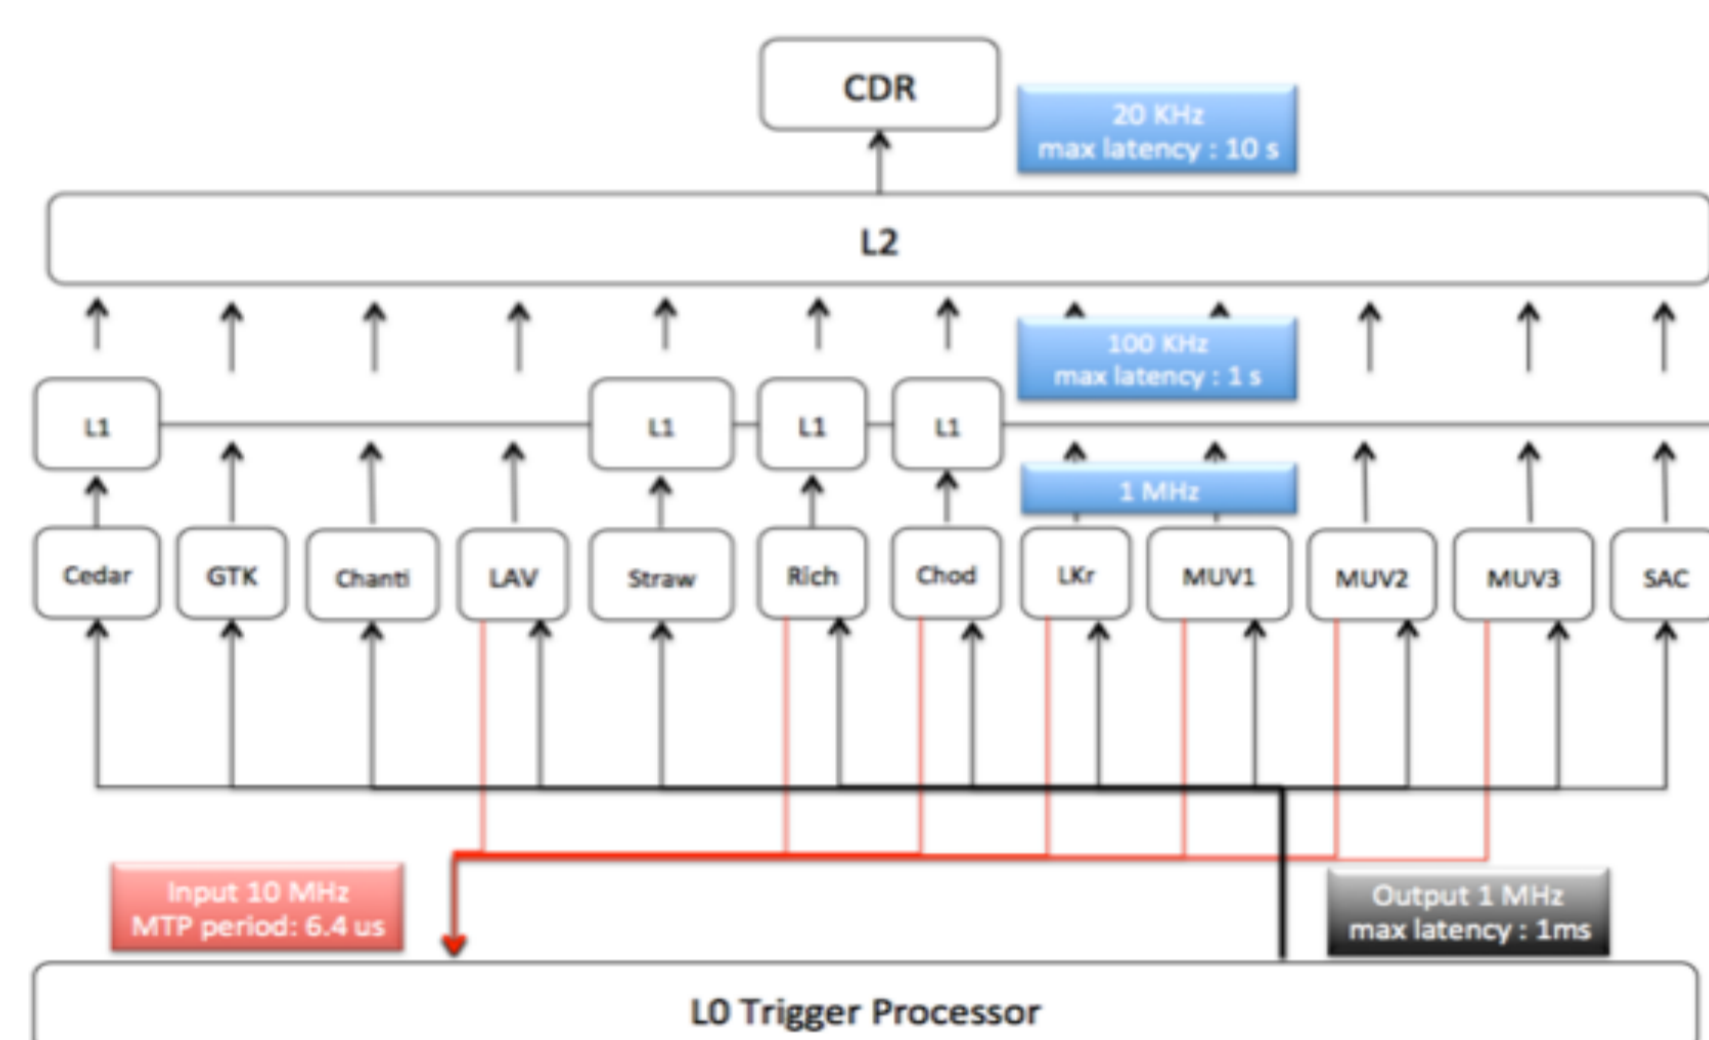 CDR
20 KHz
max latency : 10 s
L2
100 KHz
max latency : 1 s
L1
L1
L1
L1
1 MHz
Cedar
GTK
Chanti
LAV
Straw
Rich
Chod
LKr
MUV1
MUV2
MUV3
SAC
Input 10 MHz
MTP period: 6.4 us
Output 1 MHz
max latency : 1ms
L0 Trigger Processor